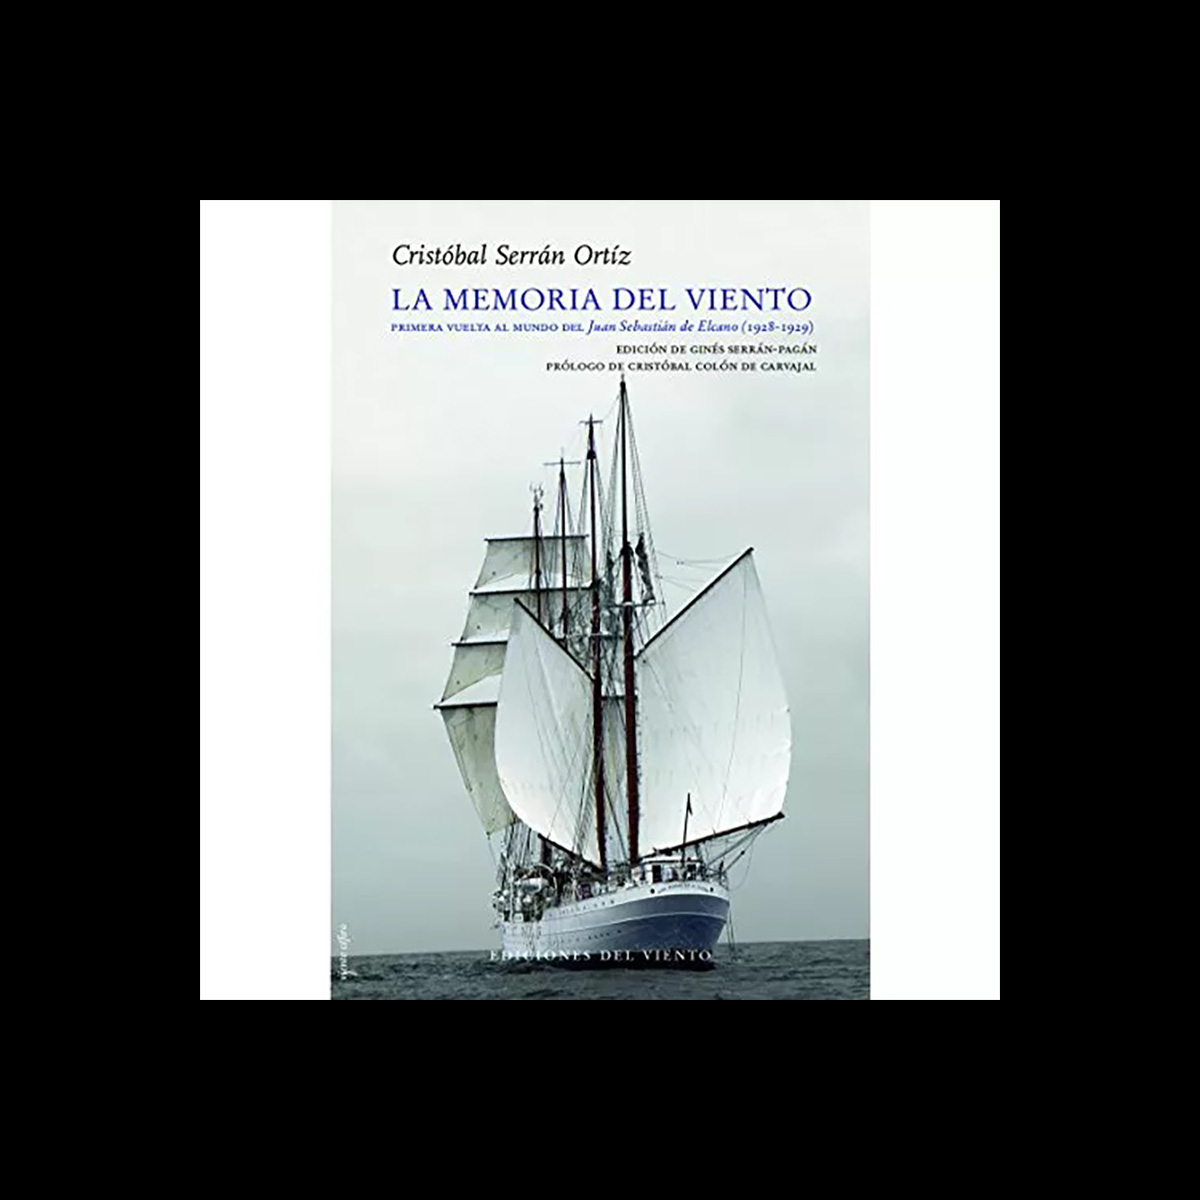 Cristóbal Serrán Ortíz
LA MEMORIA DEL VIENTO
PRIMERA VUELTA AL MUNDO DEL Juan Sebastián de Elcano (1928-1929)
EDICIÓN DE GINÉS SERRÁN-PAGÁN
PRÓLOGO DE CRISTÓBAL COLÓN DE CARVAJAL
EDICIONES DEL VIENTO